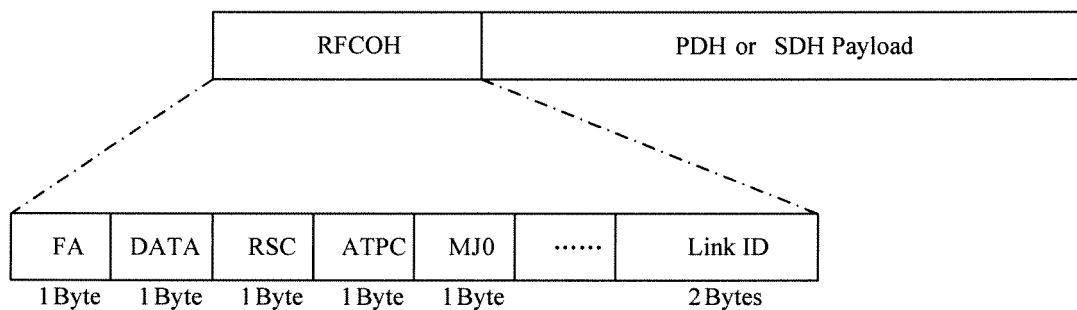 RFCOH PDH or SDH Payload
FA DATA RSC ATPC MJ0 ...... Link ID
1 Byte 1 Byte 1 Byte 1 Byte 1 Byte 2 Bytes